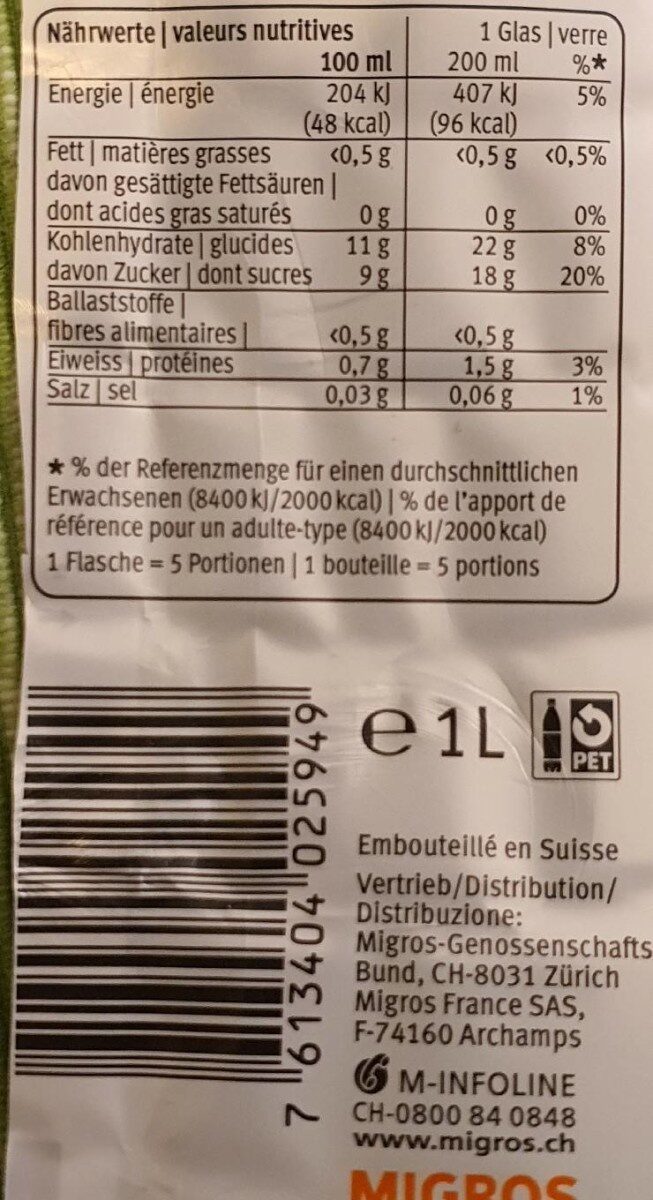 Nährwerte | valeurs nutritives 1 Glas | verre
100 ml 200 ml %*
Energie | énergie 204 kJ 407 kJ 5%
(48 kcal) (96 kcal)
Fett | matières grasses <0,5 g <0,5 g <0,5%
davon gesättigte Fettsäuren |
dont acides gras saturés 0 g 0 g 0%
Kohlenhydrate | glucides 11 g 22 g 8%
davon Zucker | dont sucres 9 g 18 g 20%
Ballaststoffe |
fibres alimentaires | <0,5 g <0,5 g
Eiweiss | protéines 0,7 g 1,5 g 3%
Salz | sel 0,03 g 0,06 g 1%
* % der Referenzmenge für einen durchschnittlichen
Erwachsenen (8400 kJ/2000 kcal) | % de l'apport de
référence pour un adulte-type (8400 kJ/2000 kcal)
1 Flasche = 5 Portionen | 1 bouteille = 5 portions
7 613404 025949
e 1L
PET
Embouteillé en Suisse
Vertrieb/Distribution/
Distribuzione:
Migros-Genossenschafts
Bund, CH-8031 Zürich
Migros France SAS,
F-74160 Archamps
M-INFOLINE
CH-0800 84 0848
www.migros.ch
MIGROS